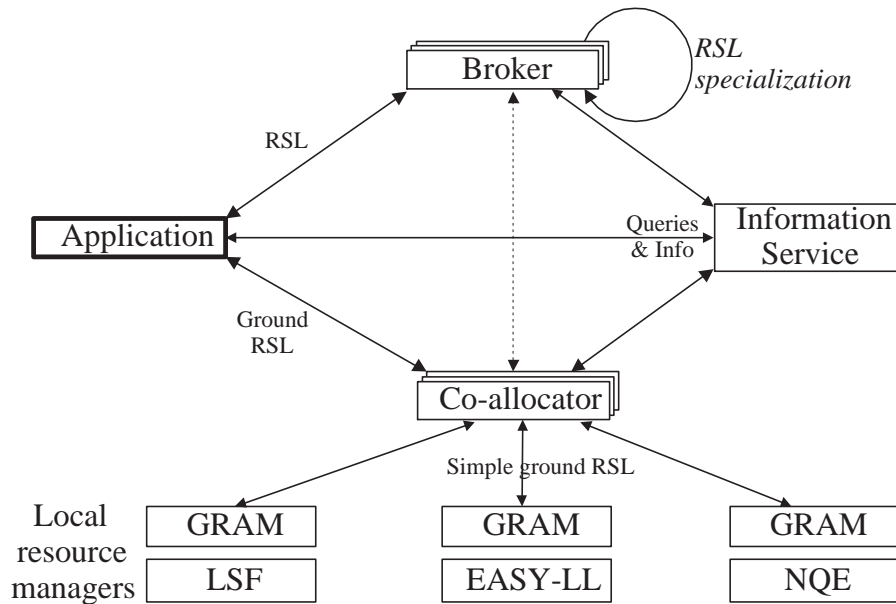 Broker
RSL
specialization
RSL
Application
Queries
& Info
Information
Service
Ground
RSL
Co-allocator
Simple ground RSL
Local
resource
managers
GRAM
GRAM
GRAM
LSF
EASY-LL
NQE